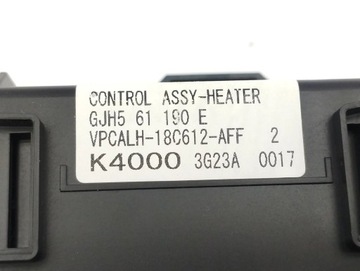 CONTROL ASSY-HEATER
GJH5 61 190 E
VPCALH-18C612-AFF 2
K4000 3G23A 0017